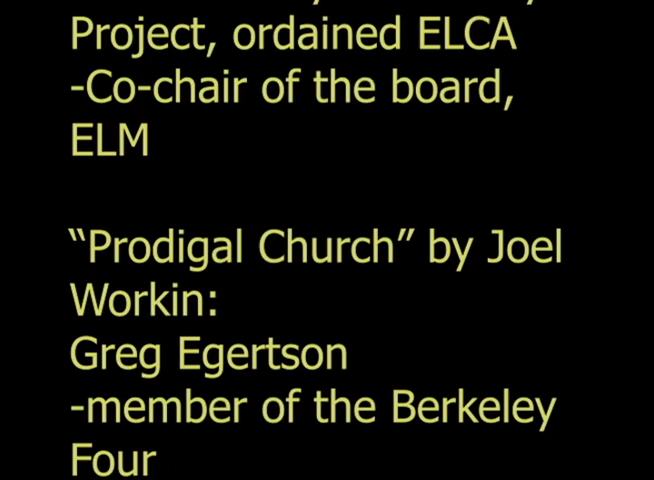 Project, ordained ELCA
-Co-chair of the board,
ELM
“Prodigal Church” by Joel
Workin:
Greg Egertson
-member of the Berkeley
Four